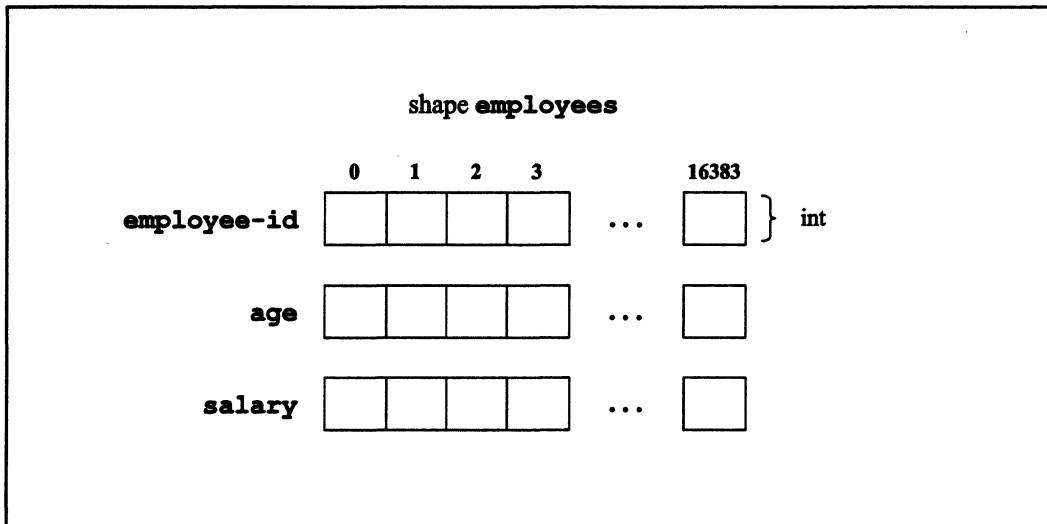 shape employees
0 1 2 3 16383
employee-id ... int
age ...
salary ...